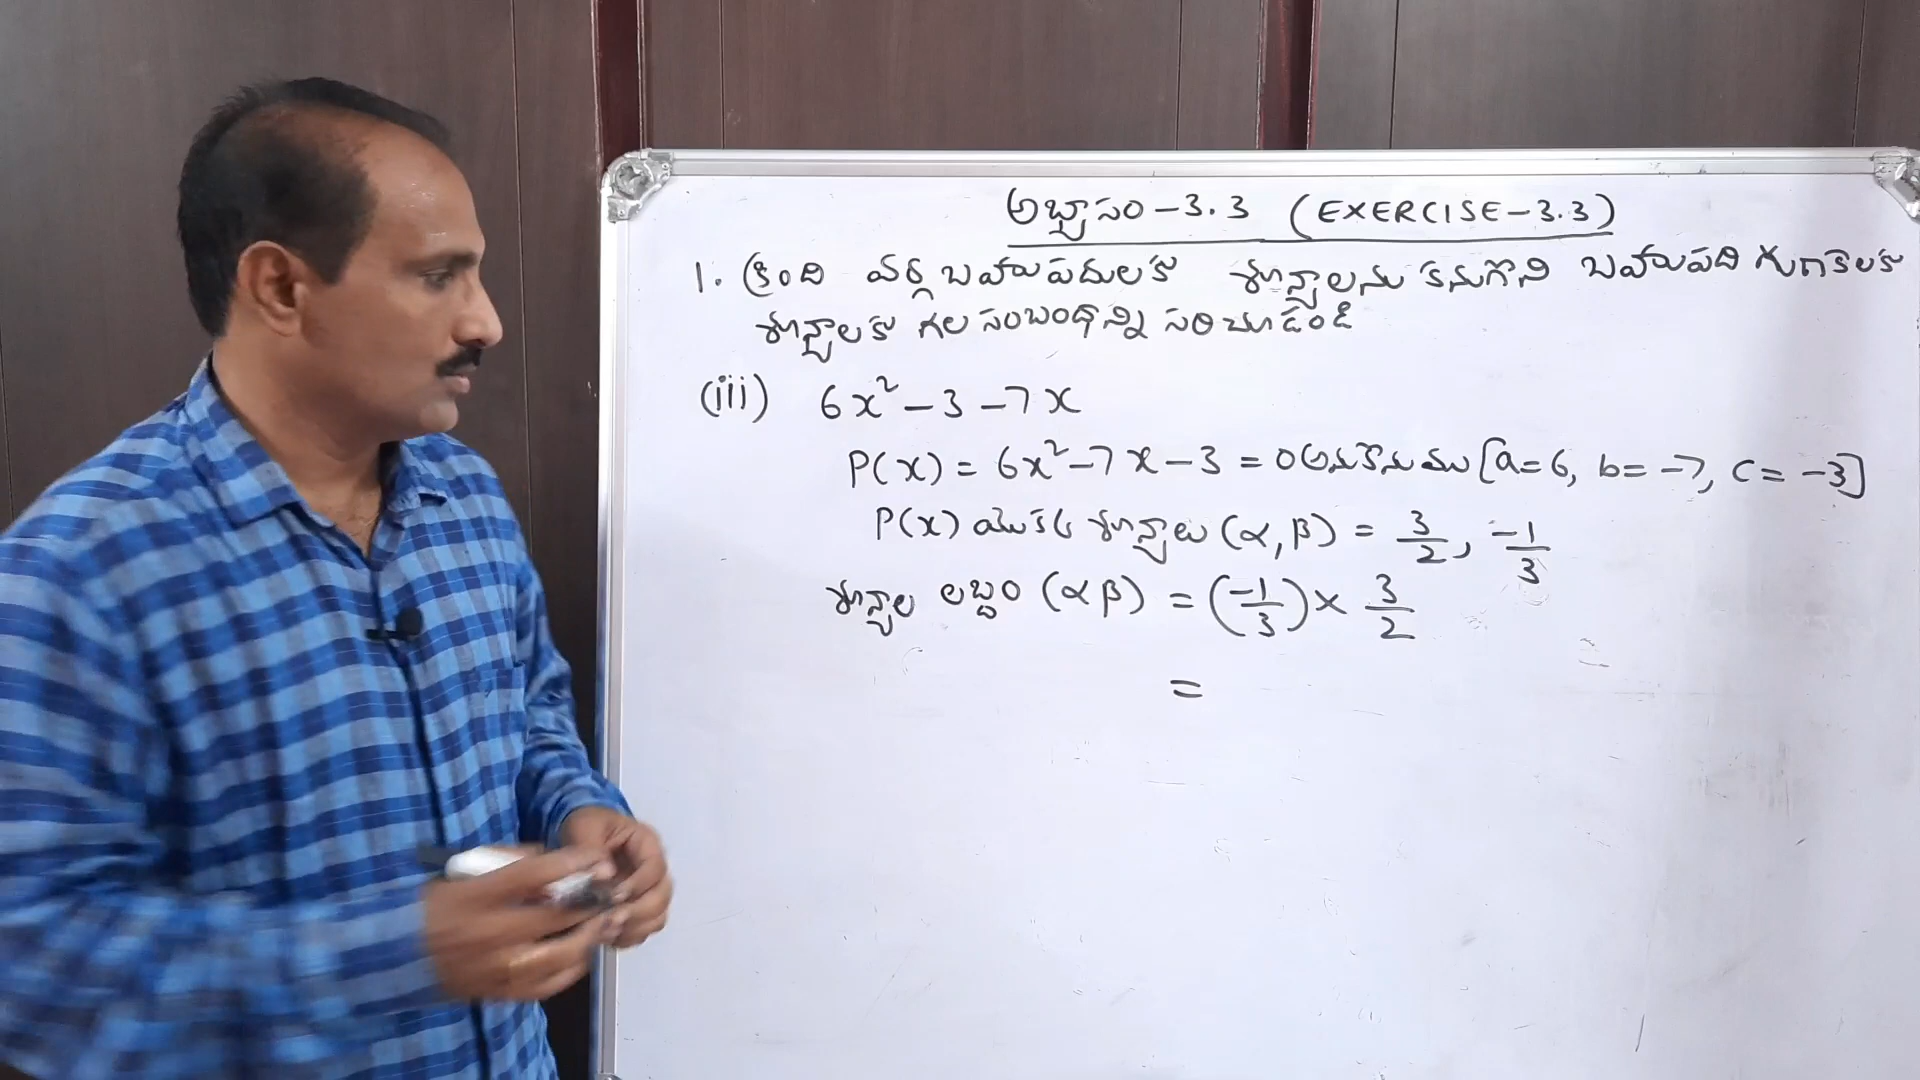 అభ్యాసం-3.3 (EXERCISE-3.3)
1. క్రింది వర్గ బహుపదులకు శూన్యాలను కనుగొని బహుపది గుణకాలకు
శూన్యాలకు గల సంబంధాన్ని సరిచూడండి
(iii) 6x² - 3 - 7x
P(x) = 6x² - 7x - 3 = 0 అనుకొనుము [a=6, b= -7, c= -3]
P(x) యొక్క శూన్యాలు (α, β) = 3/2, -1/3
శూన్యాల లబ్దం (αβ) = (-1/3) × 3/2
=